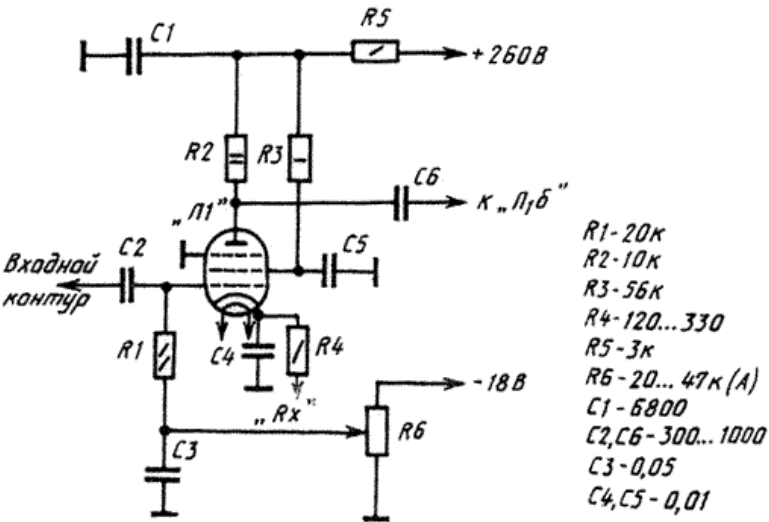 R5
C1
+260В
R2
R3
C6
к „П₁б"
„Л1"
C2
C5
Входной
контур
R1
C4
R4
-18В
„Rx"
R6
C3
R1-20к
R2-10к
R3-56к
R4-120...330
R5-3к
R6-20...47к(А)
C1-6800
C2,C6-300...1000
C3-0,05
C4,C5-0,01